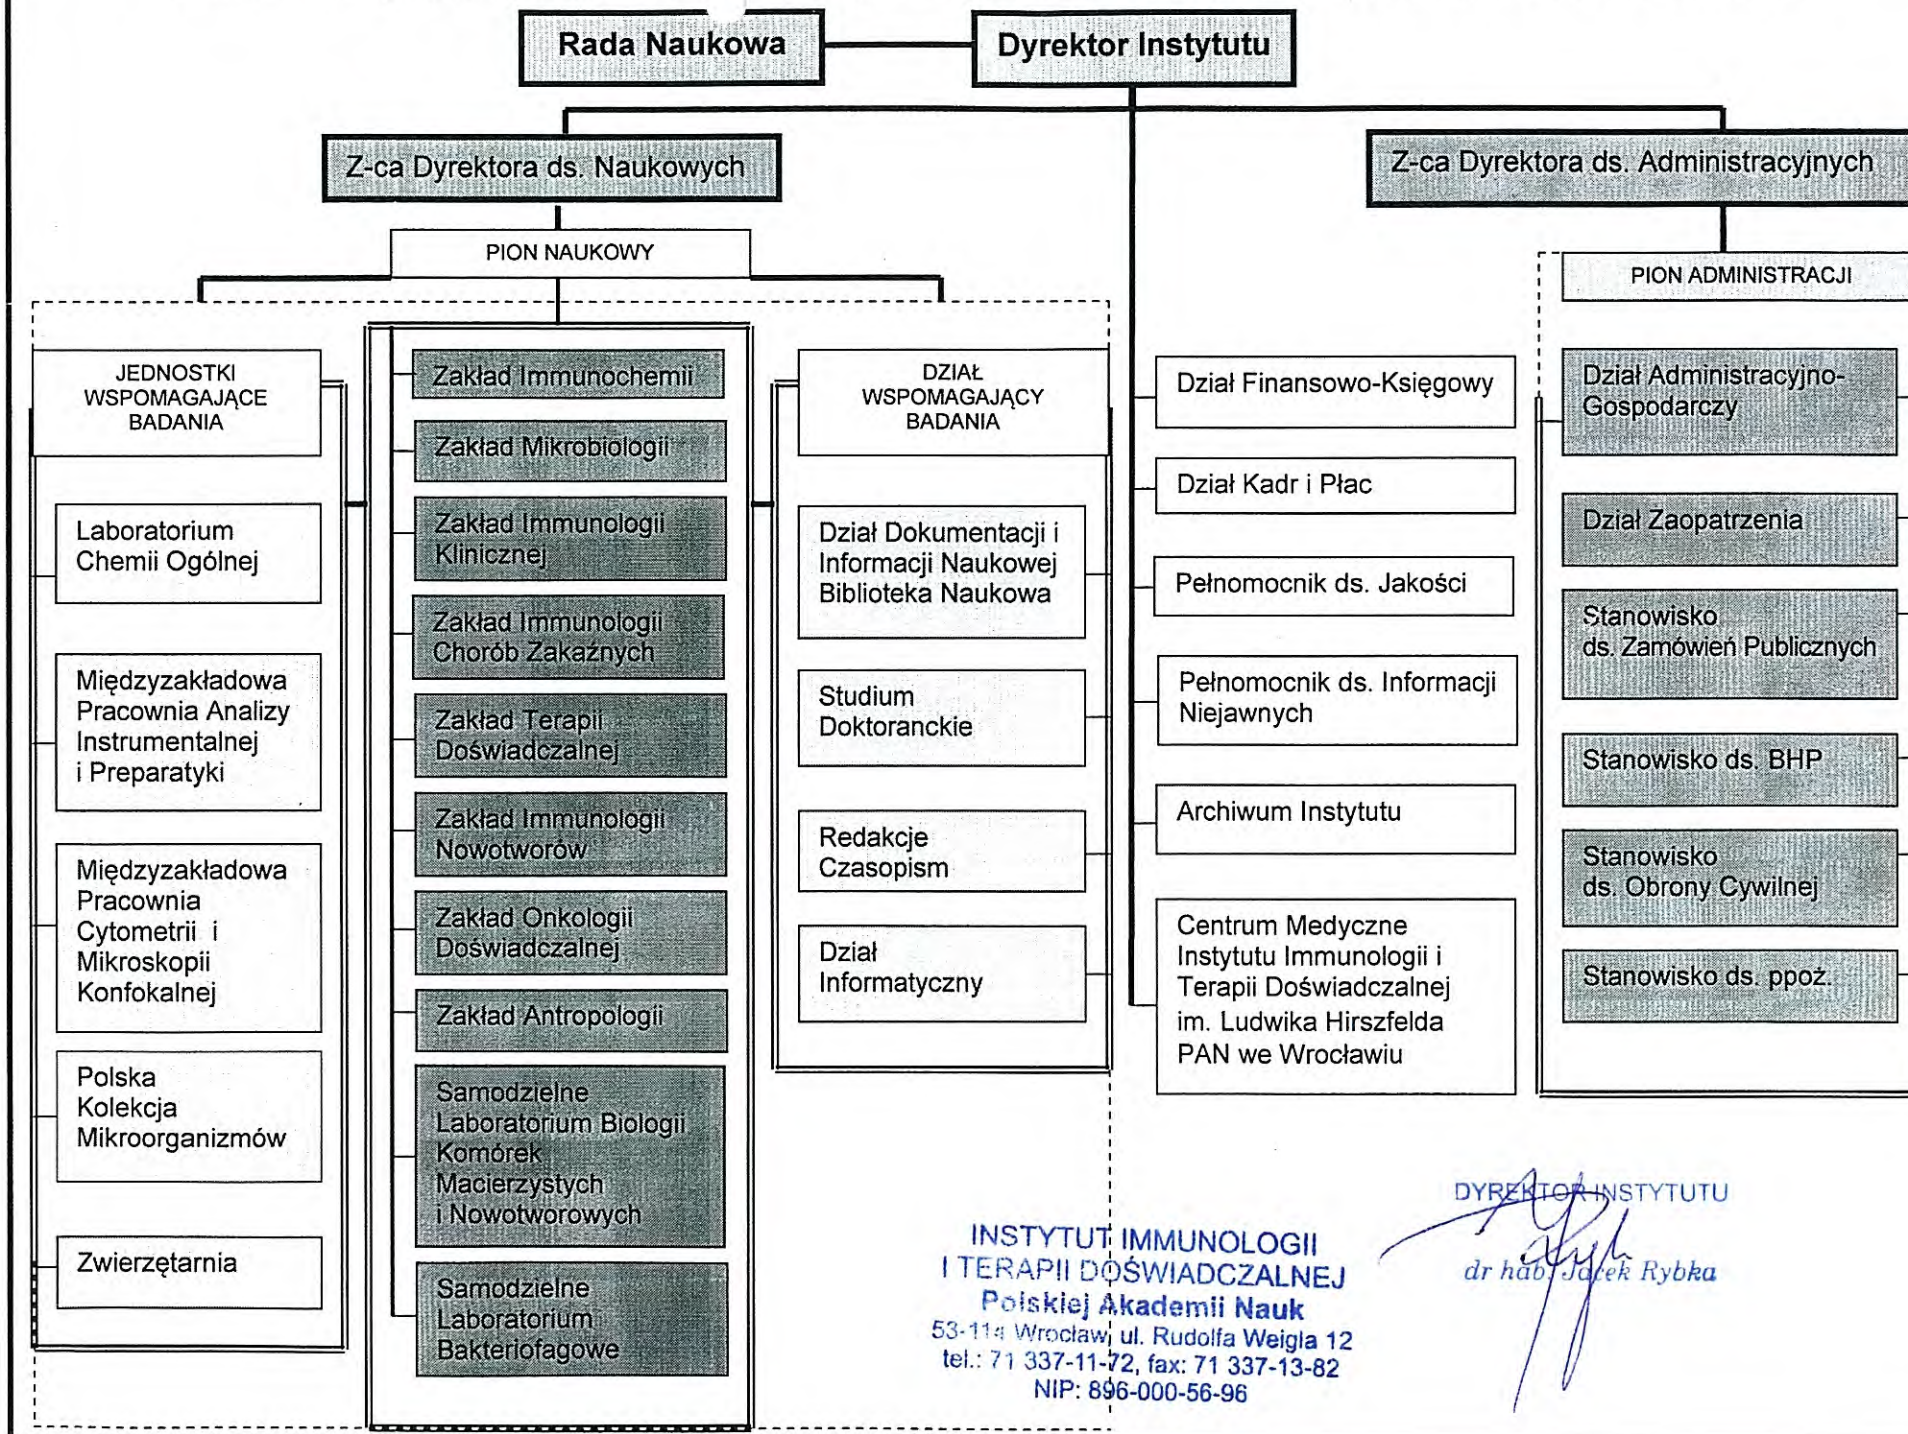 Rada Naukowa
Dyrektor Instytutu
Z-ca Dyrektora ds. Naukowych
Z-ca Dyrektora ds. Administracyjnych
PION NAUKOWY
PION ADMINISTRACJI
JEDNOSTKI
WSPOMAGAJĄCE
BADANIA
Laboratorium
Chemii Ogólnej
Międzyzakładowa
Pracownia Analizy
Instrumentalnej
i Preparatyki
Międzyzakładowa
Pracownia
Cytometrii i
Mikroskopii
Konfokalnej
Polska
Kolekcja
Mikroorganizmów
Zwierzętarnia
Zakład Immunochemii
Zakład Mikrobiologii
Zakład Immunologii
Klinicznej
Zakład Immunologii
Chorób Zakaźnych
Zakład Terapii
Doświadczalnej
Zakład Immunologii
Nowotworów
Zakład Onkologii
Doświadczalnej
Zakład Antropologii
Samodzielne
Laboratorium Biologii
Komórek
Macierzystych
i Nowotworowych
Samodzielne
Laboratorium
Bakteriofagowe
DZIAŁ
WSPOMAGAJĄCY
BADANIA
Dział Dokumentacji i
Informacji Naukowej
Biblioteka Naukowa
Studium
Doktoranckie
Redakcje
Czasopism
Dział
Informatyczny
Dział Finansowo-Księgowy
Dział Kadr i Płac
Pełnomocnik ds. Jakości
Pełnomocnik ds. Informacji
Niejawnych
Archiwum Instytutu
Centrum Medyczne
Instytutu Immunologii i
Terapii Doświadczalnej
im. Ludwika Hirszfelda
PAN we Wrocławiu
Dział Administracyjno-
Gospodarczy
Dział Zaopatrzenia
Stanowisko
ds. Zamówień Publicznych
Stanowisko ds. BHP
Stanowisko
ds. Obrony Cywilnej
Stanowisko ds. ppoż.
INSTYTUT IMMUNOLOGII
I TERAPII DOŚWIADCZALNEJ
Polskiej Akademii Nauk
53-114 Wrocław, ul. Rudolfa Weigla 12
tel.: 71 337-11-72, fax: 71 337-13-82
NIP: 896-000-56-96
DYREKTOR INSTYTUTU
dr hab. Jacek Rybka